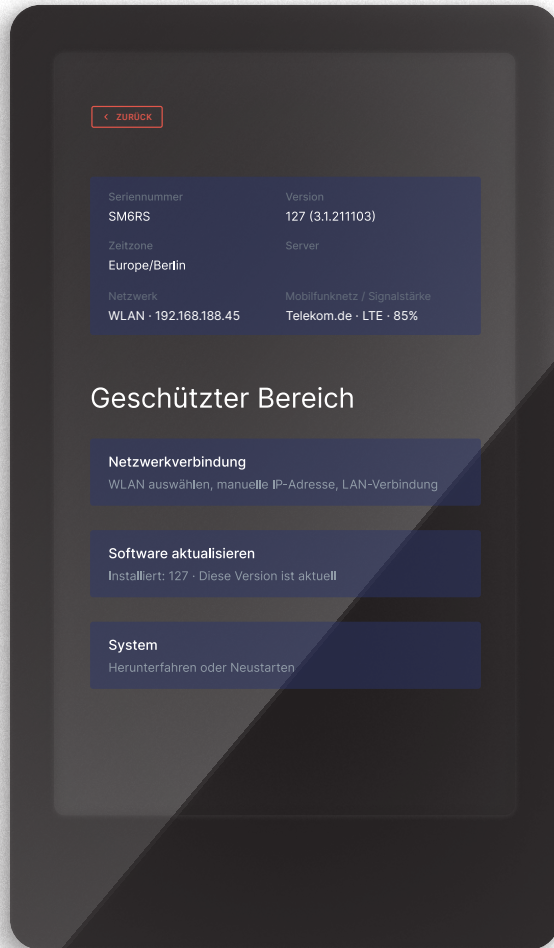 ZURÜCK
Seriennummer Version
SM6RS 127 (3.1.211103)
Zeitzone Server
Europe/Berlin
Netzwerk Mobilfunknetz / Signalstärke
WLAN · 192.168.188.45 Telekom.de · LTE · 85%
Geschützter Bereich
Netzwerkverbindung
WLAN auswählen, manuelle IP-Adresse, LAN-Verbindung
Software aktualisieren
Installiert: 127 · Diese Version ist aktuell
System
Herunterfahren oder Neustarten